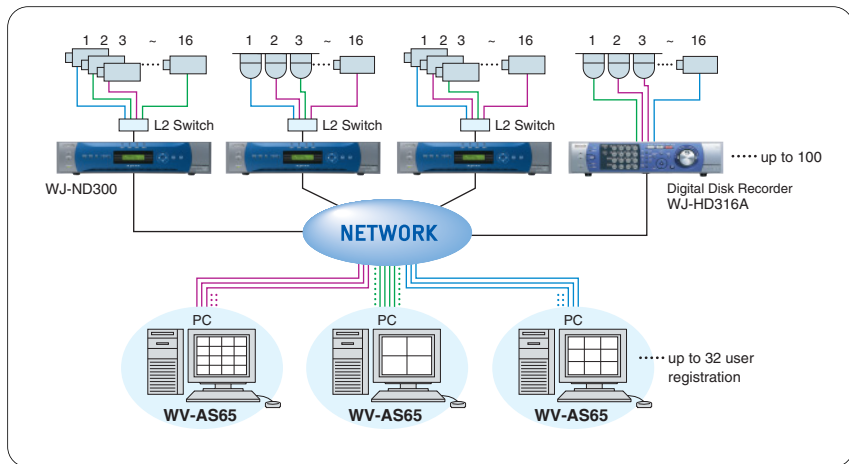 1 2 3 ~ 16
1 2 3 ~ 16
1 2 3 ~ 16
1 2 3 ~ 16
L2 Switch
L2 Switch
L2 Switch
up to 100
WJ-ND300
Digital Disk Recorder
WJ-HD316A
NETWORK
PC
PC
PC
up to 32 user
registration
WV-AS65
WV-AS65
WV-AS65